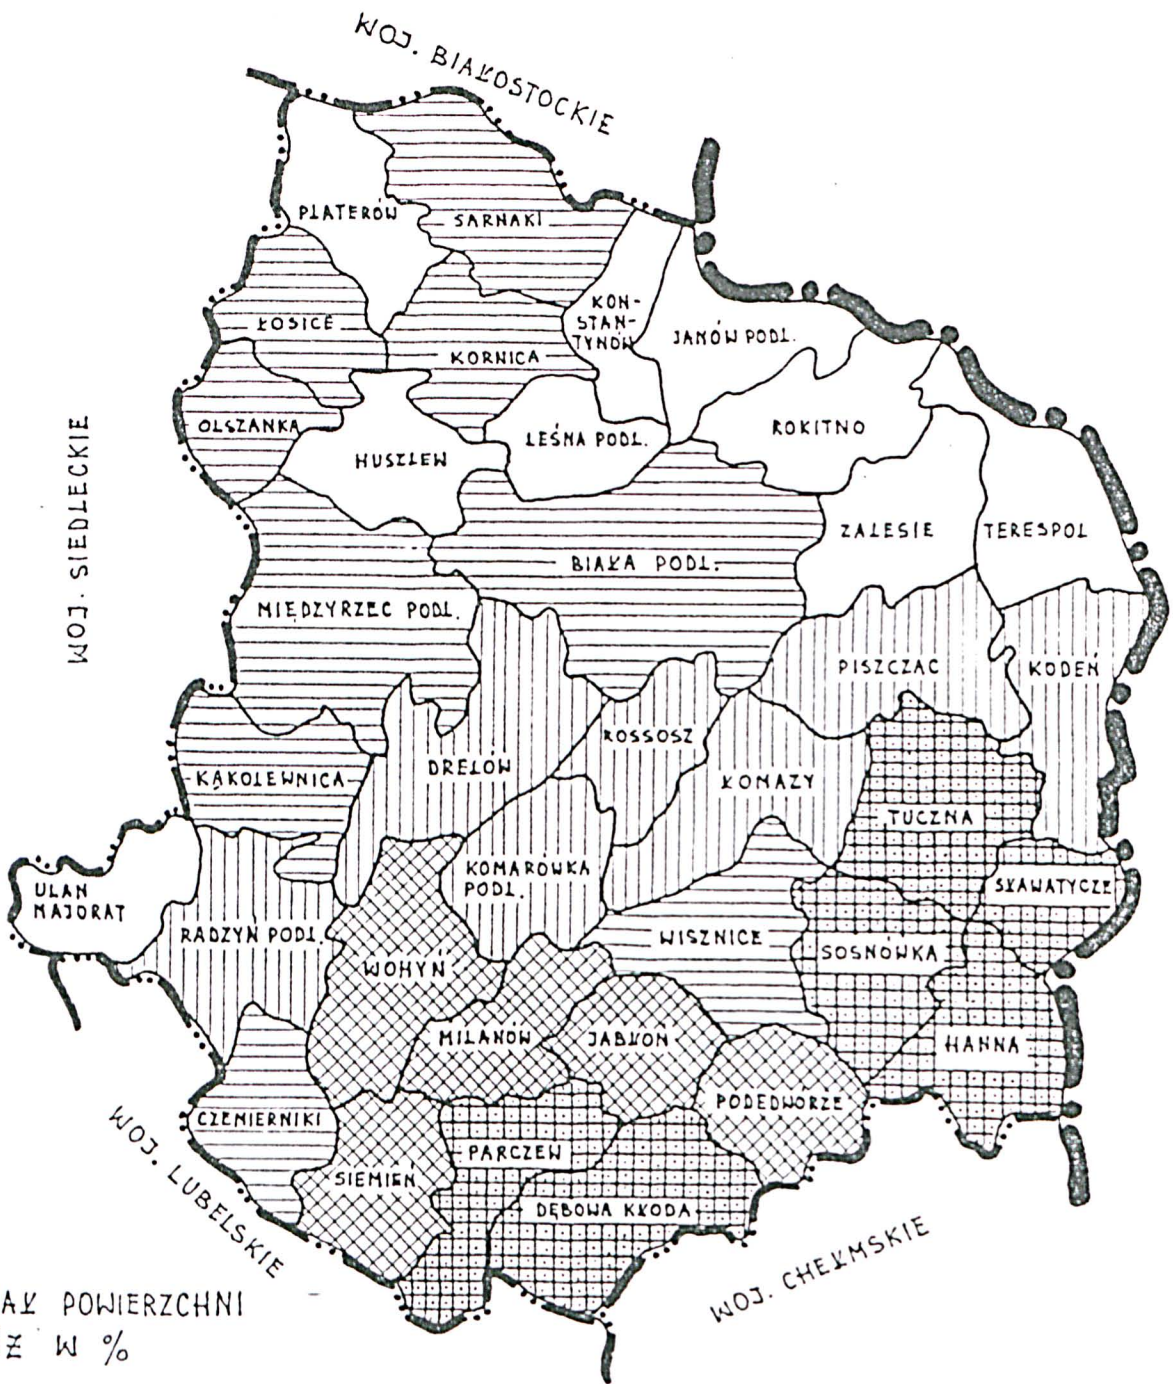 WOJ. BIAŁOSTOCKIE
PLATERÓW
SARNAKI
ŁOSICE
KORNICA
KON-
STAN-
TYNÓW
JANÓW PODL.
OLSZANKA
HUSZLEW
LEŚNA PODL.
ROKITNO
WOJ. SIEDLECKIE
ZALESIE
TERESPOL
BIAŁA PODL.
MIĘDZYRZEC PODL.
PISZCZAC
KODEŃ
ROSSOSZ
DRELÓW
KĄKOLEWNICA
ŁOMAZY
TUCZNA
KOMARÓWKA
PODL.
ULAN
MAJORAT
SŁAWATYCZE
RADZYŃ PODL.
WISZNICE
SOSNÓWKA
WOHYŃ
MILANÓW
JABŁOŃ
HANNA
CZEMIERNIKI
PODEDWÓRZE
PARCZEW
SIEMIEŃ
DĘBOWA KŁODA
WOJ. LUBELSKIE
WOJ. CHEŁMSKIE
AŁ POWIERZCHNI
Ż W %